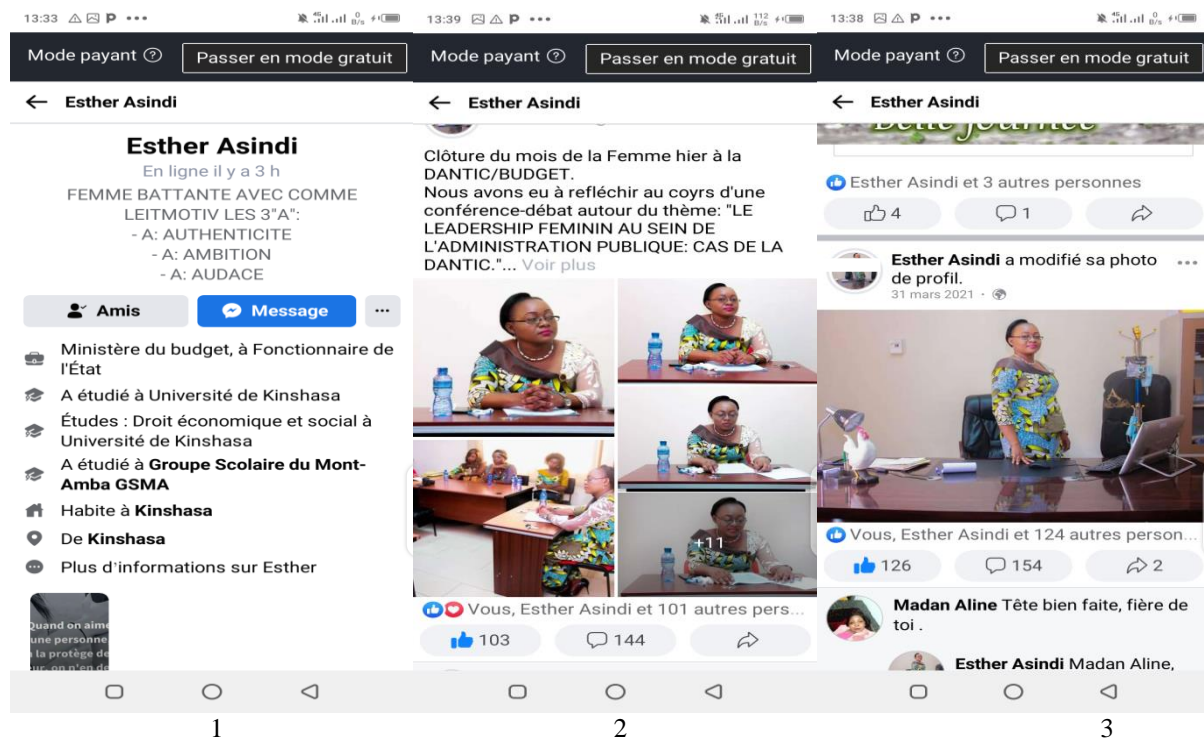 13:33
0 B/s
Mode payant
Passer en mode gratuit
Esther Asindi
Esther Asindi
En ligne il y a 3 h
FEMME BATTANTE AVEC COMME
LEITMOTIV LES 3"A":
- A: AUTHENTICITE
- A: AMBITION
- A: AUDACE
Amis
Message
Ministère du budget, à Fonctionnaire de
l'État
A étudié à Université de Kinshasa
Études : Droit économique et social à
Université de Kinshasa
A étudié à Groupe Scolaire du Mont-
Amba GSMA
Habite à Kinshasa
De Kinshasa
Plus d'informations sur Esther
Quand on aime
une personne
la protège de
on n'en de
1
13:39
112 B/s
Mode payant
Passer en mode gratuit
Esther Asindi
Clôture du mois de la Femme hier à la
DANTIC/BUDGET.
Nous avons eu à refléchir au coyrs d'une
conférence-débat autour du thème: "LE
LEADERSHIP FEMININ AU SEIN DE
L'ADMINISTRATION PUBLIQUE: CAS DE LA
DANTIC."... Voir plus
+11
Vous, Esther Asindi et 101 autres pers...
103
144
2
13:38
0 B/s
Mode payant
Passer en mode gratuit
Esther Asindi
Belle journée
Esther Asindi et 3 autres personnes
4
1
Esther Asindi a modifié sa photo
de profil.
31 mars 2021
Vous, Esther Asindi et 124 autres person...
126
154
2
Madan Aline Tête bien faite, fière de
toi .
Esther Asindi Madan Aline,
3